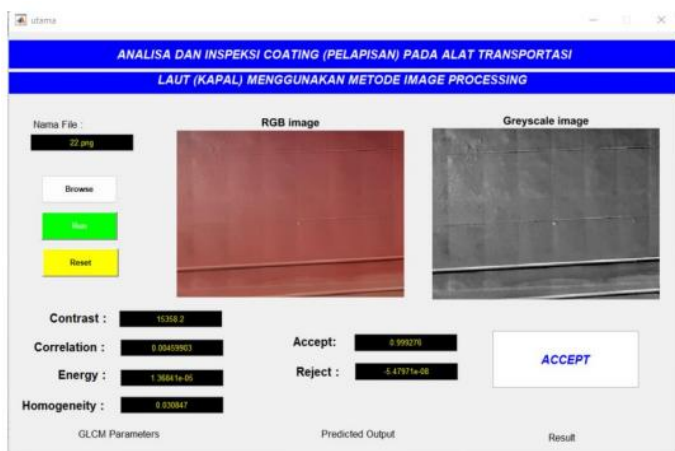 utama
ANALISA DAN INSPEKSI COATING (PELAPISAN) PADA ALAT TRANSPORTASI
LAUT (KAPAL) MENGGUNAKAN METODE IMAGE PROCESSING
Nama File :
22.png
RGB image
Greyscale image
Browse
Run
Reset
Contrast :
15358.2
Correlation :
0.00459903
Energy :
1.36841e-05
Homogeneity :
0.030847
Accept:
0.999276
Reject :
-5.47971e-08
ACCEPT
GLCM Parameters
Predicted Output
Result